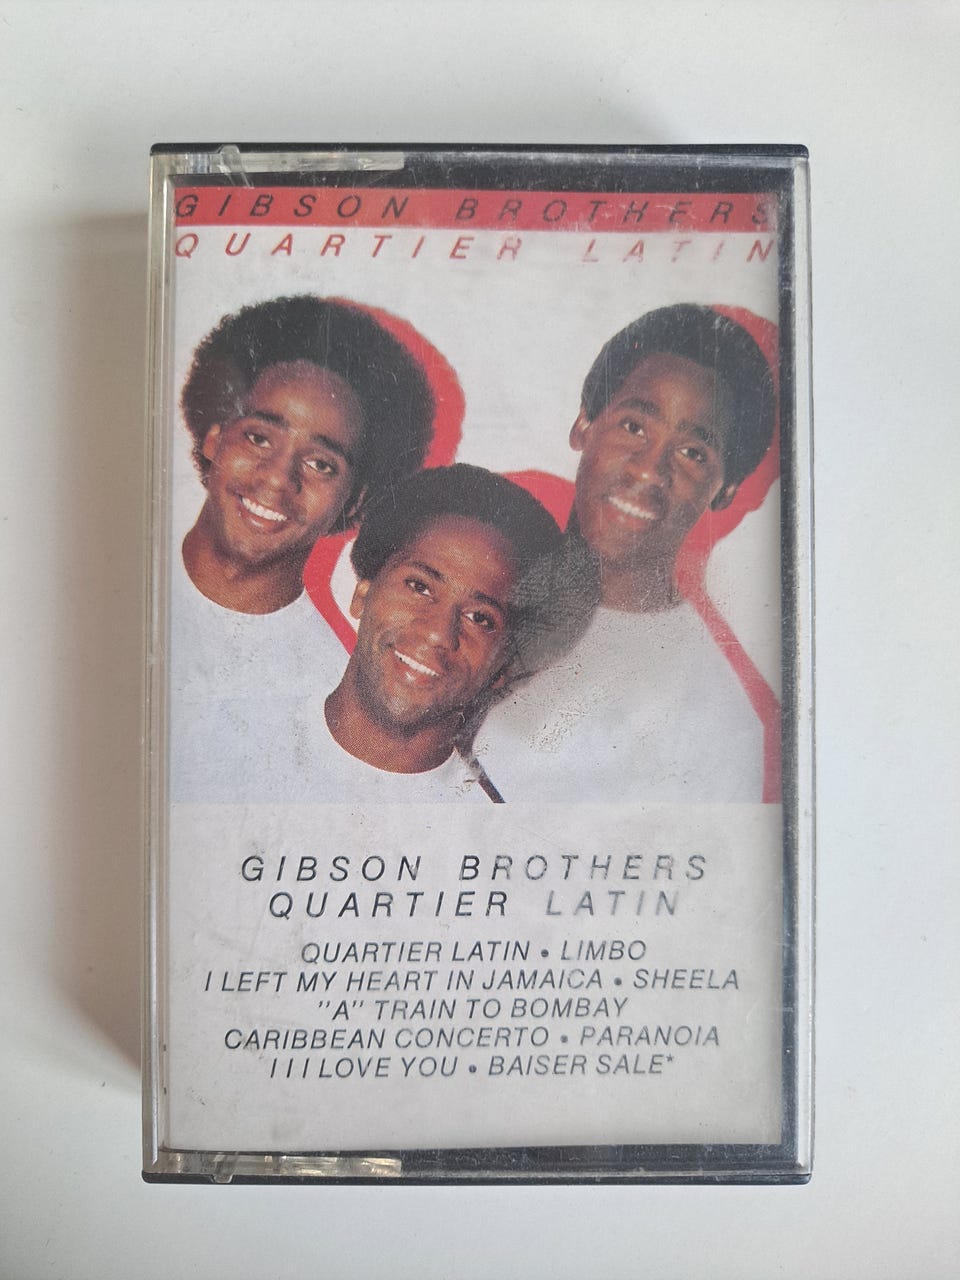 GIBSON BROTHERS
QUARTIER LATIN
GIBSON BROTHERS
QUARTIER LATIN
QUARTIER LATIN • LIMBO
I LEFT MY HEART IN JAMAICA • SHEELA
"A" TRAIN TO BOMBAY
CARIBBEAN CONCERTO • PARANOIA
I I I LOVE YOU • BAISER SALE*